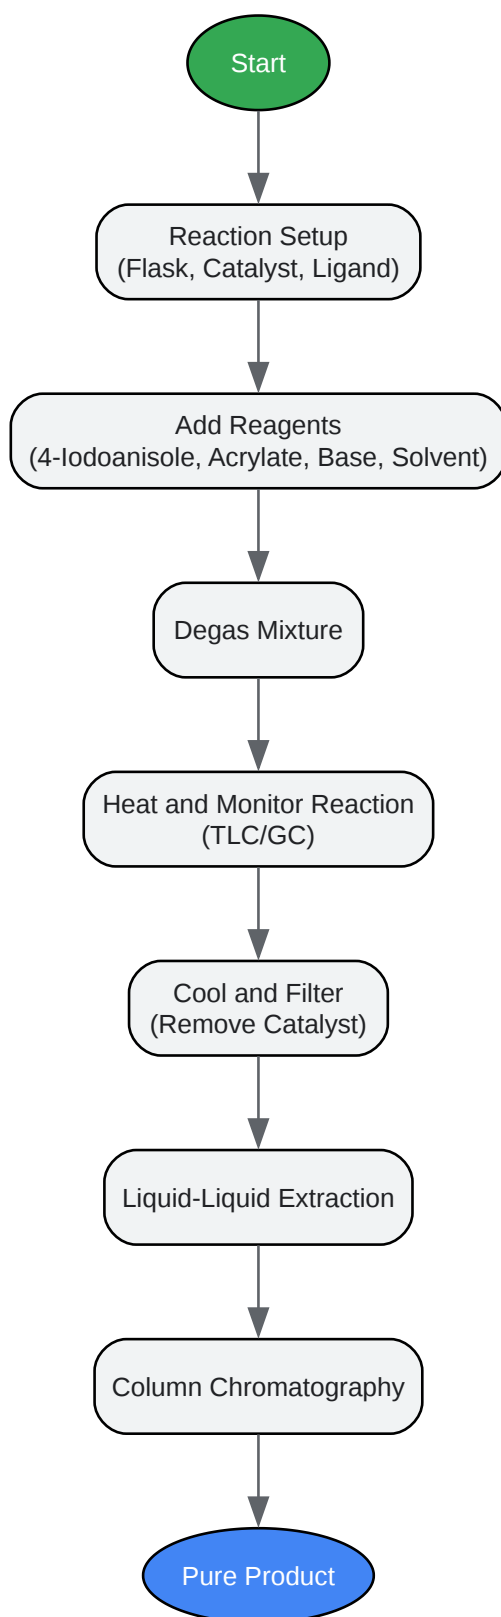 Start
Reaction Setup
(Flask, Catalyst, Ligand)
Add Reagents
(4-Iodoanisole, Acrylate, Base, Solvent)
Degas Mixture
Heat and Monitor Reaction
(TLC/GC)
Cool and Filter
(Remove Catalyst)
Liquid-Liquid Extraction
Column Chromatography
Pure Product